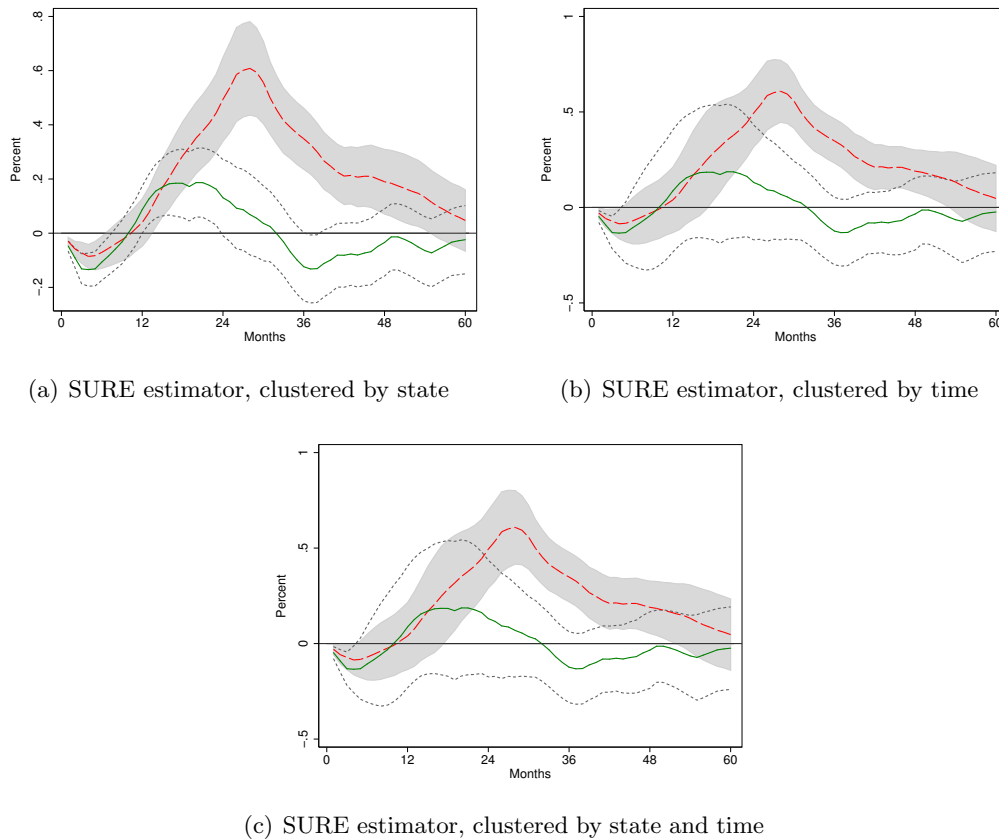 .8
.6
.4
.2
0
-.2
Percent
0 12 24 36 48 60
Months
(a) SURE estimator, clustered by state
1
.5
0
-.5
Percent
0 12 24 36 48 60
Months
(b) SURE estimator, clustered by time
1
.5
0
-.5
Percent
0 12 24 36 48 60
Months
(c) SURE estimator, clustered by state and time